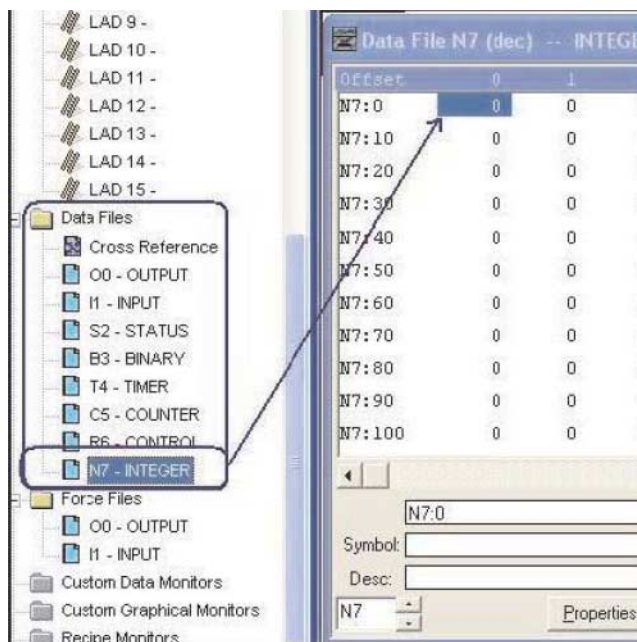 LAD 9 -
LAD 10 -
LAD 11 -
LAD 12 -
LAD 13 -
LAD 14 -
LAD 15 -
Data Files
Cross Reference
O0 - OUTPUT
I1 - INPUT
S2 - STATUS
B3 - BINARY
T4 - TIMER
C5 - COUNTER
R6 - CONTROL
N7 - INTEGER
Force Files
O0 - OUTPUT
I1 - INPUT
Custom Data Monitors
Custom Graphical Monitors
Recipe Monitors
Data File N7 (dec) -- INTEGE
Offset 0 1
N7:0 0 0
N7:10 0 0
N7:20 0 0
N7:30 0 0
N7:40 0 0
N7:50 0 0
N7:60 0 0
N7:70 0 0
N7:80 0 0
N7:90 0 0
N7:100 0 0
N7:0
Symbol:
Desc:
N7 Properties